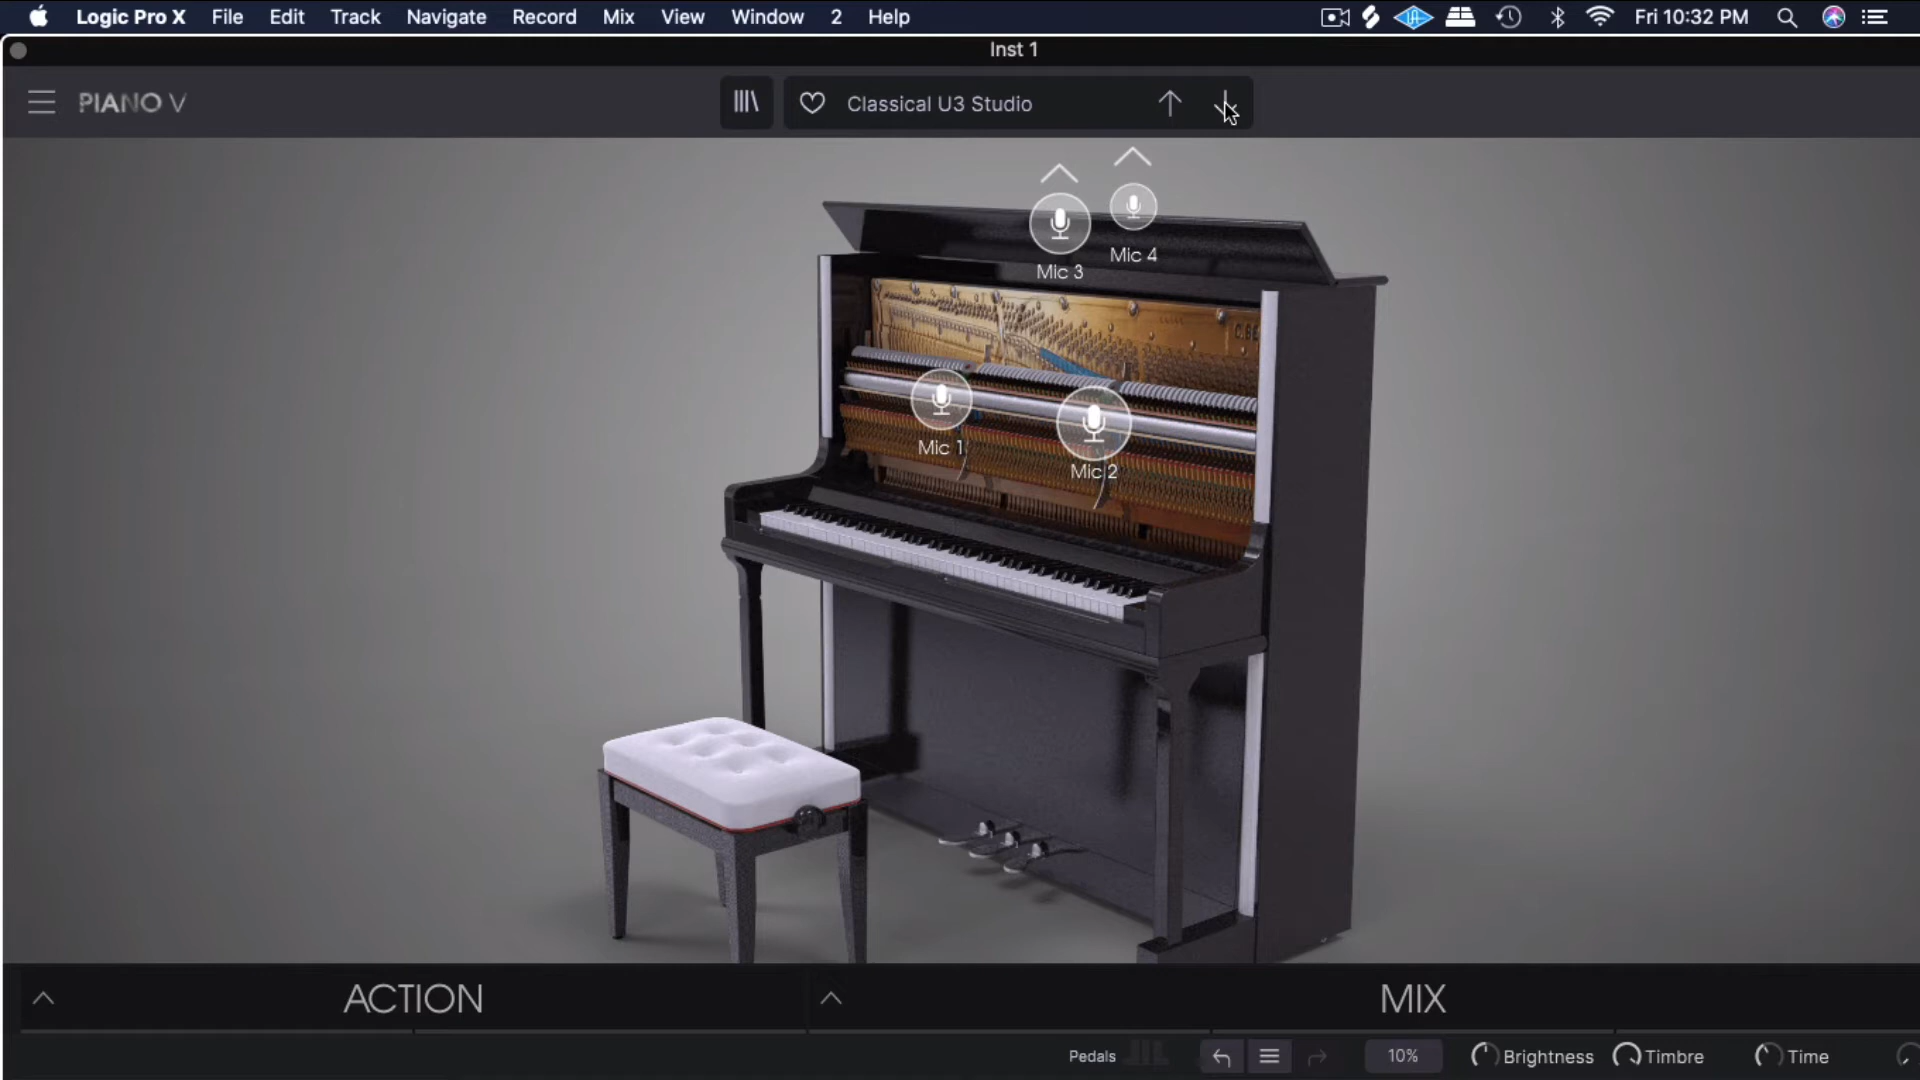 Logic Pro X File Edit Track Navigate Record Mix View Window 2 Help Fri 10:32 PM
Inst 1
PIANO V
Classical U3 Studio
Mic 4
Mic 3
Mic 1
Mic 2
ACTION MIX
Pedals 10% Brightness Timbre Time